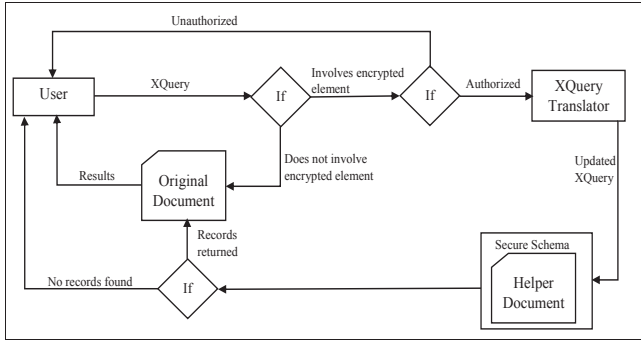 Unauthorized
User
XQuery
If
Involves encrypted
element
If
Authorized
XQuery
Translator
Does not involve
encrypted element
Updated
XQuery
Results
Original
Document
Records
returned
Secure Schema
Helper
Document
No records found
If